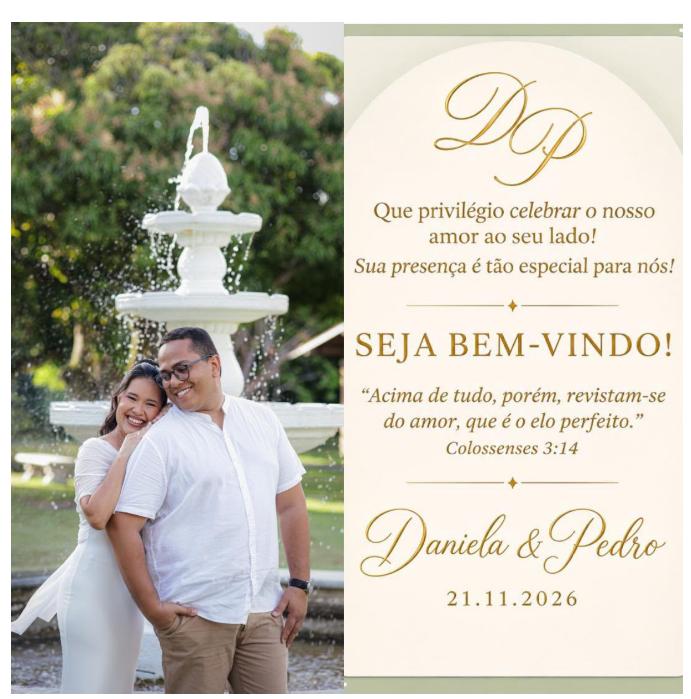 DP
Que privilégio celebrar o nosso
amor ao seu lado!
Sua presença é tão especial para nós!
SEJA BEM-VINDO!
“Acima de tudo, porém, revistam-se
do amor, que é o elo perfeito.”
Colossenses 3:14
Daniela & Pedro
21.11.2026